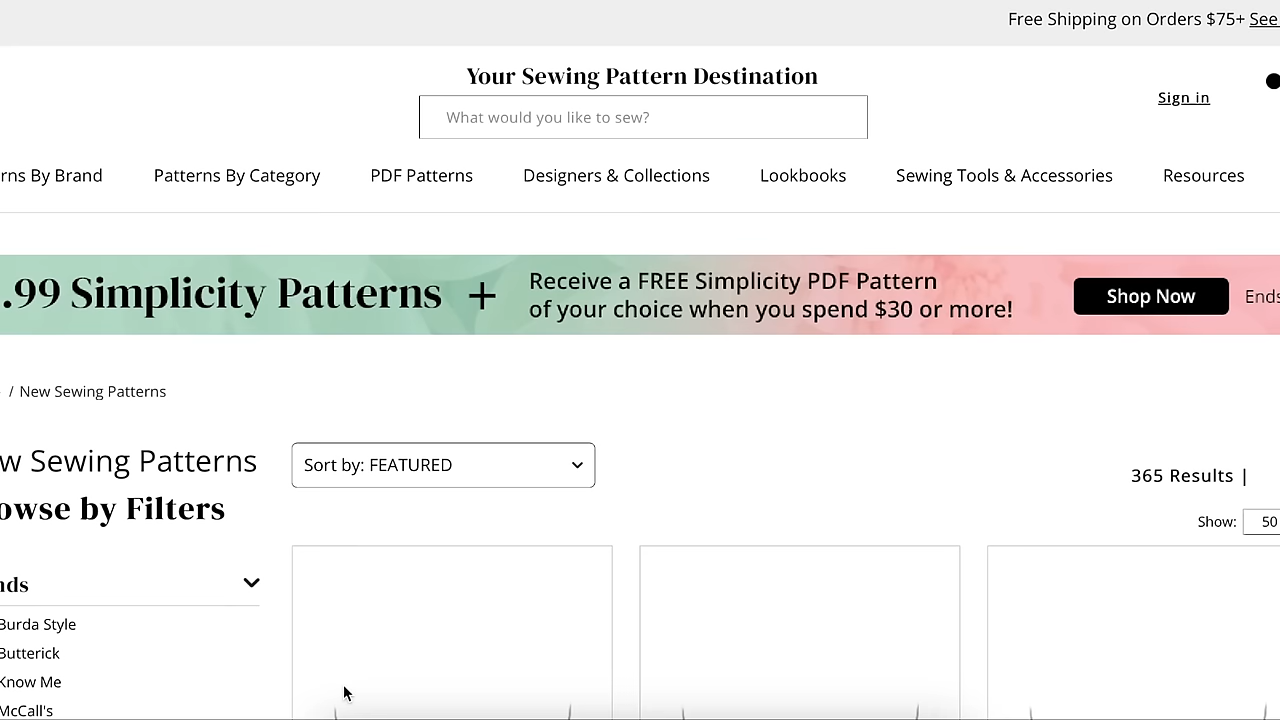 Free Shipping on Orders $75+ See
Your Sewing Pattern Destination
What would you like to sew?
Sign in
rns By Brand
Patterns By Category
PDF Patterns
Designers & Collections
Lookbooks
Sewing Tools & Accessories
Resources
.99 Simplicity Patterns +
Receive a FREE Simplicity PDF Pattern
of your choice when you spend $30 or more!
Shop Now
Ends
/ New Sewing Patterns
w Sewing Patterns
owse by Filters
Sort by: FEATURED
365 Results |
Show: 50
nds
Burda Style
Butterick
Know Me
McCall's